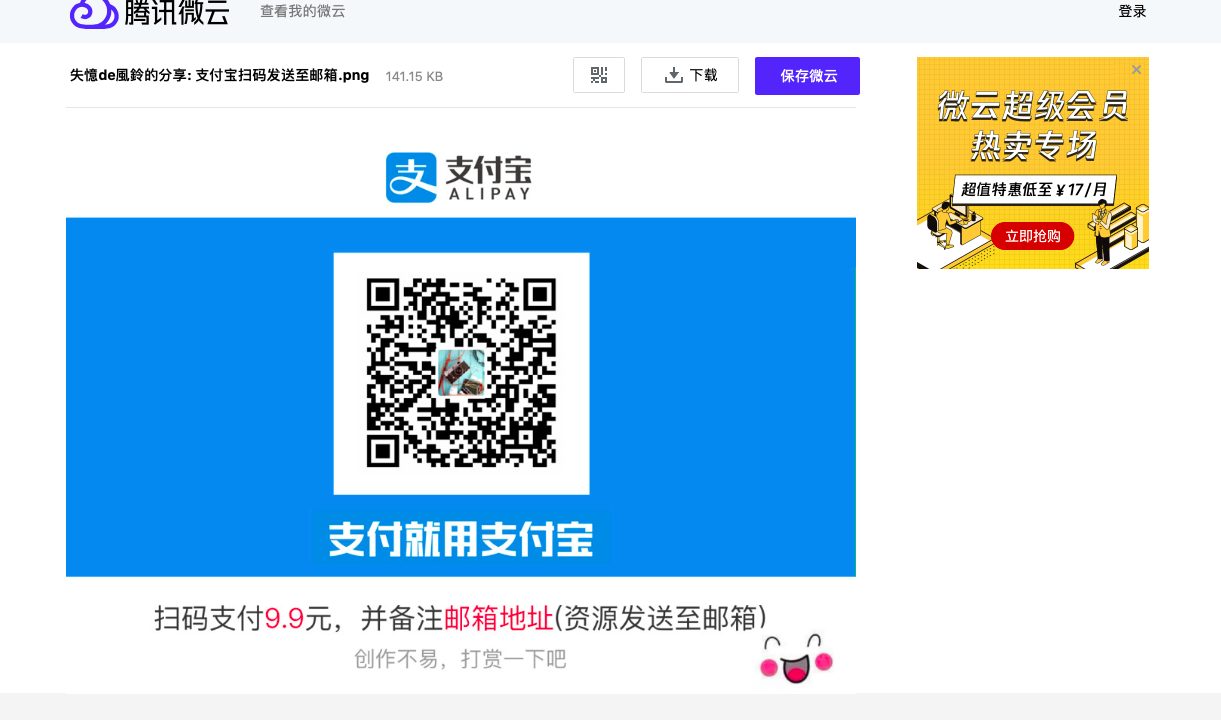 腾讯微云
查看我的微云
登录
失憶de風鈴的分享: 支付宝扫码发送至邮箱.png
141.15 KB
下载
保存微云
微云超级会员
热卖专场
超值特惠低至￥17/月
立即抢购
支
支付宝
ALIPAY
支付就用支付宝
扫码支付9.9元，并备注邮箱地址(资源发送至邮箱)
创作不易，打赏一下吧